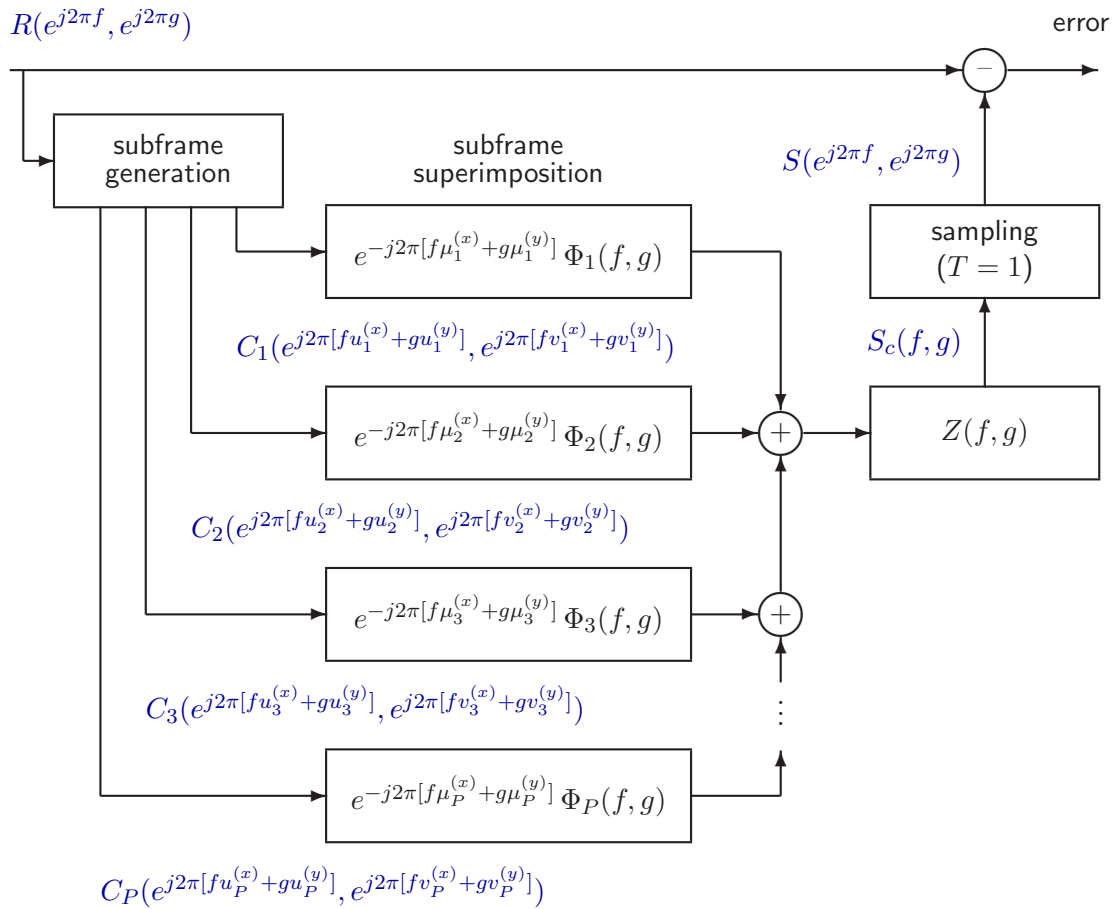 R(e^{j2πf}, e^{j2πg})
error
−
subframe
generation
subframe
superimposition
S(e^{j2πf}, e^{j2πg})
e^{-j2π[fμ_1^{(x)}+gμ_1^{(y)}]} Φ_1(f, g)
sampling
(T = 1)
C_1(e^{j2π[fu_1^{(x)}+gu_1^{(y)}]}, e^{j2π[fv_1^{(x)}+gv_1^{(y)}]})
S_c(f, g)
e^{-j2π[fμ_2^{(x)}+gμ_2^{(y)}]} Φ_2(f, g)
+
Z(f, g)
C_2(e^{j2π[fu_2^{(x)}+gu_2^{(y)}]}, e^{j2π[fv_2^{(x)}+gv_2^{(y)}]})
e^{-j2π[fμ_3^{(x)}+gμ_3^{(y)}]} Φ_3(f, g)
+
C_3(e^{j2π[fu_3^{(x)}+gu_3^{(y)}]}, e^{j2π[fv_3^{(x)}+gv_3^{(y)}]})
⋮
e^{-j2π[fμ_P^{(x)}+gμ_P^{(y)}]} Φ_P(f, g)
C_P(e^{j2π[fu_P^{(x)}+gu_P^{(y)}]}, e^{j2π[fv_P^{(x)}+gv_P^{(y)}]})